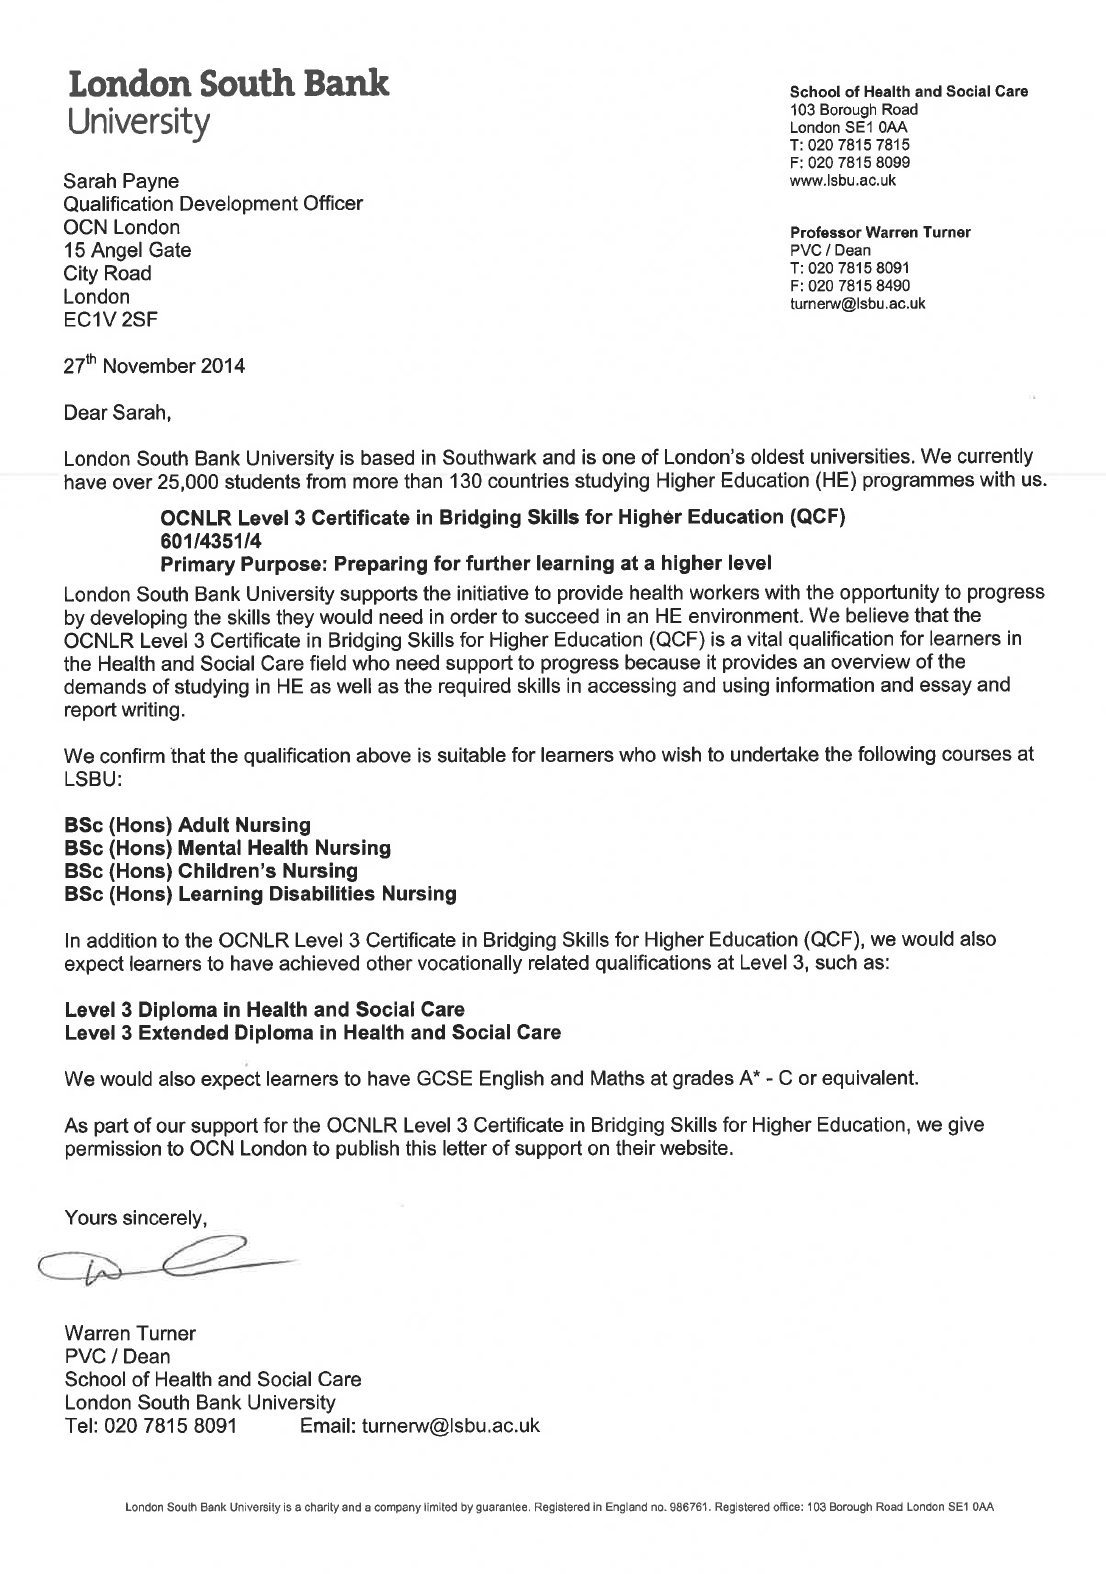 London South Bank
University
School of Health and Social Care
103 Borough Road
London SE1 0AA
T: 020 7815 7815
F: 020 7815 8099
www.lsbu.ac.uk
Professor Warren Turner
PVC / Dean
T: 020 7815 8091
F: 020 7815 8490
turnerw@lsbu.ac.uk
Sarah Payne
Qualification Development Officer
OCN London
15 Angel Gate
City Road
London
EC1V 2SF
27th November 2014
Dear Sarah,
London South Bank University is based in Southwark and is one of London's oldest universities. We currently
have over 25,000 students from more than 130 countries studying Higher Education (HE) programmes with us.
OCNLR Level 3 Certificate in Bridging Skills for Higher Education (QCF)
601/4351/4
Primary Purpose: Preparing for further learning at a higher level
London South Bank University supports the initiative to provide health workers with the opportunity to progress
by developing the skills they would need in order to succeed in an HE environment. We believe that the
OCNLR Level 3 Certificate in Bridging Skills for Higher Education (QCF) is a vital qualification for learners in
the Health and Social Care field who need support to progress because it provides an overview of the
demands of studying in HE as well as the required skills in accessing and using information and essay and
report writing.
We confirm that the qualification above is suitable for learners who wish to undertake the following courses at
LSBU:
BSc (Hons) Adult Nursing
BSc (Hons) Mental Health Nursing
BSc (Hons) Children's Nursing
BSc (Hons) Learning Disabilities Nursing
In addition to the OCNLR Level 3 Certificate in Bridging Skills for Higher Education (QCF), we would also
expect learners to have achieved other vocationally related qualifications at Level 3, such as:
Level 3 Diploma in Health and Social Care
Level 3 Extended Diploma in Health and Social Care
We would also expect learners to have GCSE English and Maths at grades A* - C or equivalent.
As part of our support for the OCNLR Level 3 Certificate in Bridging Skills for Higher Education, we give
permission to OCN London to publish this letter of support on their website.
Yours sincerely,
Warren Turner
PVC / Dean
School of Health and Social Care
London South Bank University
Tel: 020 7815 8091 Email: turnerw@lsbu.ac.uk
London South Bank University is a charity and a company limited by guarantee. Registered in England no. 986761. Registered office: 103 Borough Road London SE1 0AA